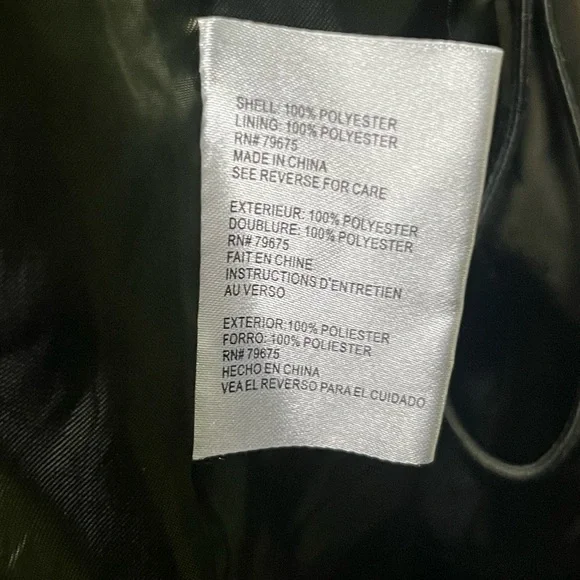 SHELL: 100% POLYESTER
LINING: 100% POLYESTER
RN# 79675
MADE IN CHINA
SEE REVERSE FOR CARE
EXTERIEUR: 100% POLYESTER
DOUBLURE: 100% POLYESTER
RN# 79675
FAIT EN CHINE
INSTRUCTIONS D'ENTRETIEN
AU VERSO
EXTERIOR:100% POLIESTER
FORRO: 100% POLIESTER
RN# 79675
HECHO EN CHINA
VEA EL REVERSO PARA EL CUIDADO